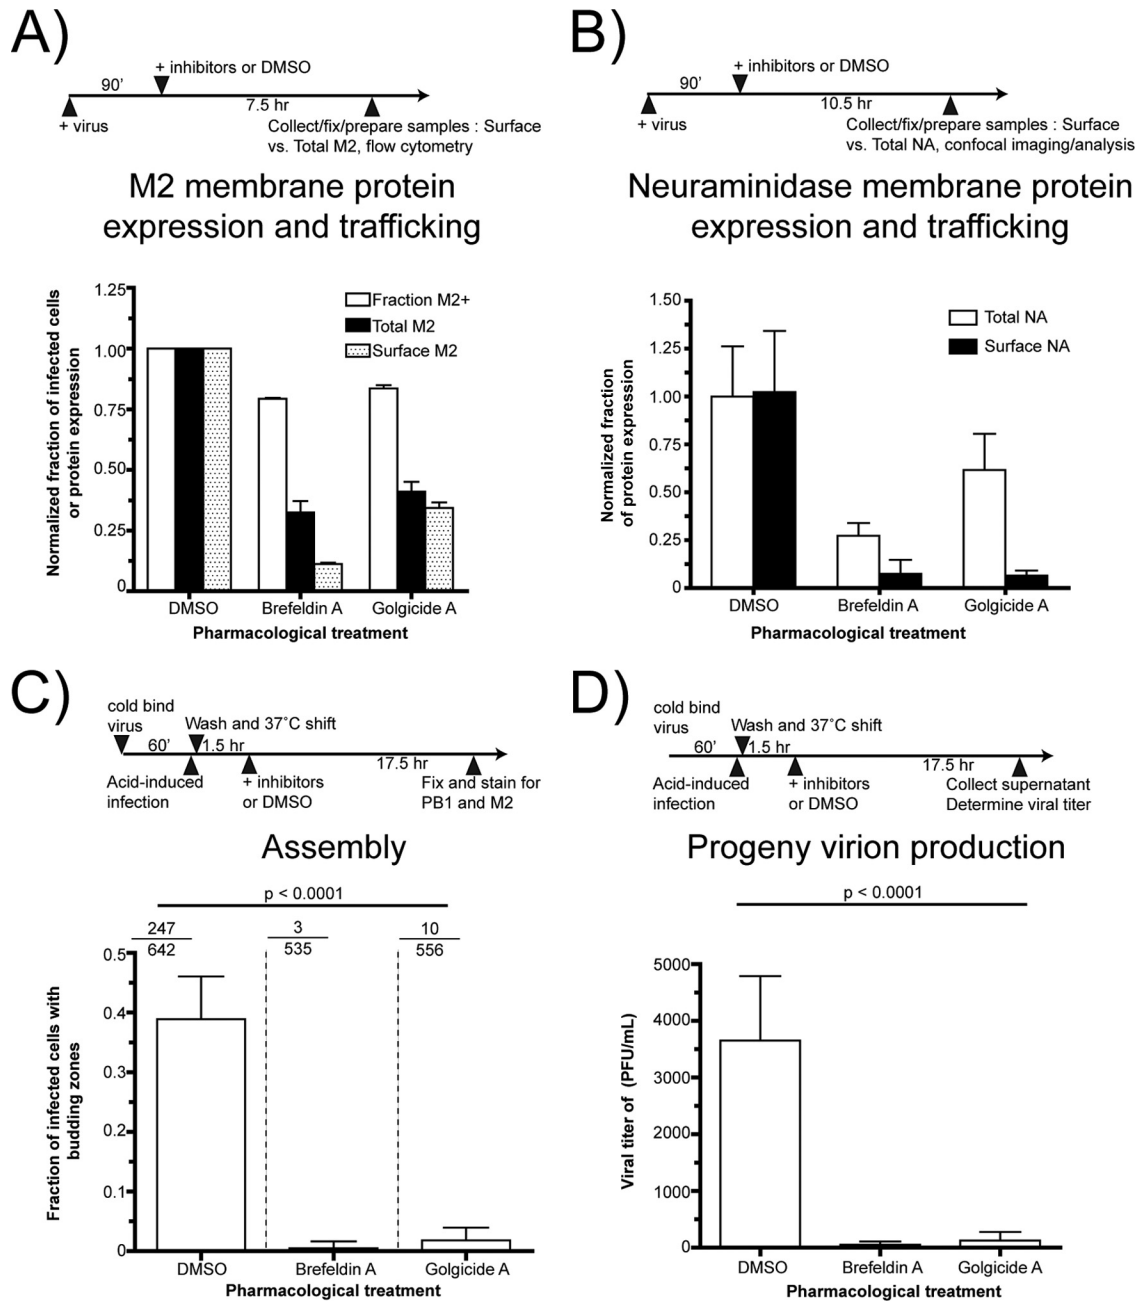 A)
+ inhibitors or DMSO
90'
7.5 hr
+ virus
Collect/fix/prepare samples : Surface
vs. Total M2, flow cytometry
M2 membrane protein
expression and trafficking
Normalized fraction of infected cells
or protein expression
1.25
1.00
0.75
0.50
0.25
0
Fraction M2+
Total M2
Surface M2
DMSO
Brefeldin A
Golgicide A
Pharmacological treatment
B)
+ inhibitors or DMSO
90'
10.5 hr
+ virus
Collect/fix/prepare samples : Surface
vs. Total NA, confocal imaging/analysis
Neuraminidase membrane protein
expression and trafficking
Normalized fraction
of protein expression
1.50
1.25
1.00
0.75
0.50
0.25
0
Total NA
Surface NA
DMSO
Brefeldin A
Golgicide A
Pharmacological treatment
C)
cold bind
virus
Wash and 37˚C shift
60'
1.5 hr
17.5 hr
Acid-induced
infection
+ inhibitors
or DMSO
Fix and stain for
PB1 and M2
Assembly
p < 0.0001
247
642
3
535
10
556
Fraction of infected cells with
budding zones
0.5
0.4
0.3
0.2
0.1
0
DMSO
Brefeldin A
Golgicide A
Pharmacological treatment
D)
cold bind
virus
Wash and 37˚C shift
60'
1.5 hr
17.5 hr
Acid-induced
infection
+ inhibitors
or DMSO
Collect supernatant
Determine viral titer
Progeny virion production
p < 0.0001
Viral titer of (PFU/mL)
5000
4000
3000
2000
1000
0
DMSO
Brefeldin A
Golgicide A
Pharmacological treatment